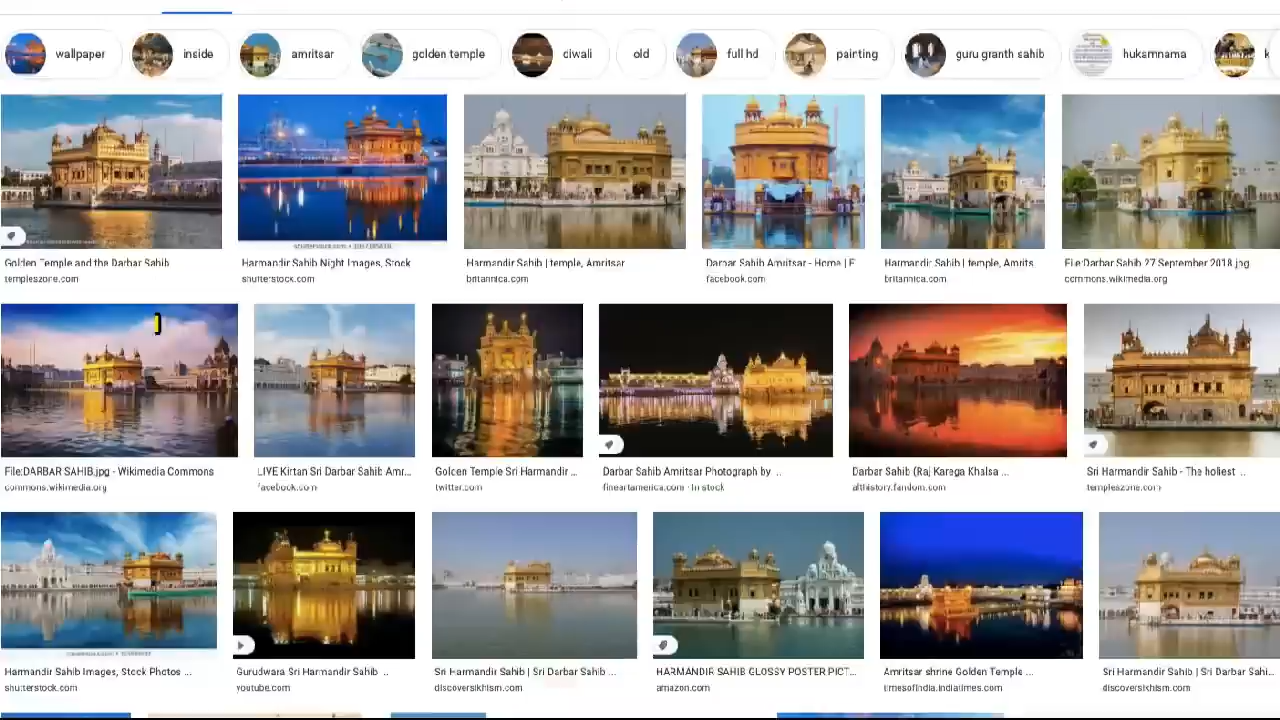 wallpaper
inside
amritsar
golden temple
diwali
old
full hd
painting
guru granth sahib
hukamnama
Golden Temple and the Darbar Sahib
templeszone.com
Harmandir Sahib Night Images, Stock
shutterstock.com
Harmandir Sahib | temple, Amritsar
britannica.com
Darbar Sahib Amritsar - Home | F
facebook.com
Harmandir Sahib | temple, Amrits
britannica.com
File:Darbar Sahib 27 September 2018.jpg
commons.wikimedia.org
File:DARBAR SAHIB.jpg - Wikimedia Commons
commons.wikimedia.org
LIVE Kirtan Sri Darbar Sahib Amr...
facebook.com
Golden Temple Sri Harmandir ...
twitter.com
Darbar Sahib Amritsar Photograph by ...
fineartamerica.com · In stock
Darbar Sahib (Raj Karega Khalsa ...
althistory.fandom.com
Sri Harmandir Sahib - The holiest ...
templeszone.com
Harmandir Sahib Images, Stock Photos ...
shutterstock.com
Gurudwara Sri Harmandir Sahib ...
youtube.com
Sri Harmandir Sahib | Sri Darbar Sahib ...
discoversikhism.com
HARMANDIR SAHIB GLOSSY POSTER PICT...
amazon.com
Amritsar shrine Golden Temple ...
timesofindia.indiatimes.com
Sri Harmandir Sahib | Sri Darbar Sahi...
discoversikhism.com